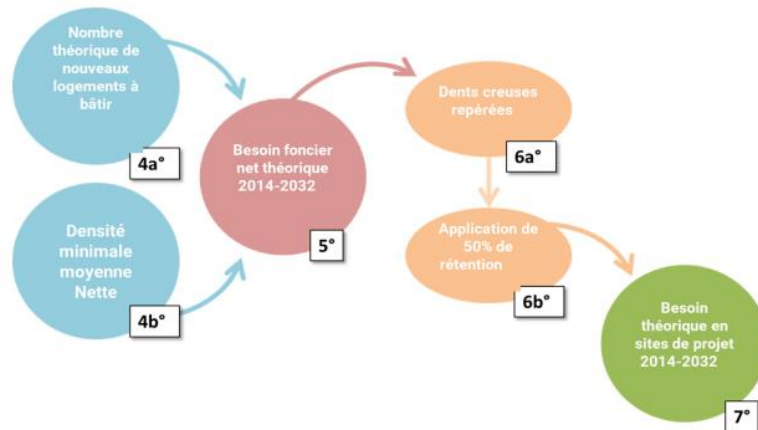 Nombre
théorique de
nouveaux
logements à
bâtir
4a°
Densité
minimale
moyenne
Nette
4b°
Besoin foncier
net théorique
2014-2032
5°
Dents creuses
repérées
6a°
Application de
50% de
rétention
6b°
Besoin
théorique en
sites de projet
2014-2032
7°